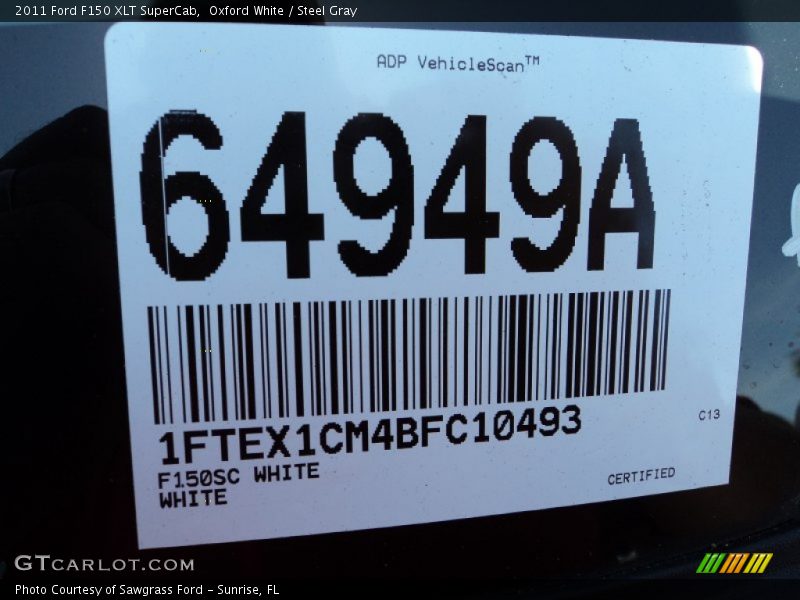 2011 Ford F150 XLT SuperCab,  Oxford White / Steel Gray
ADP VehicleScan™
64949A
1FTEX1CM4BFC10493
C13
F150SC WHITE
WHITE
CERTIFIED
GTCARLOT.COM
Photo Courtesy of Sawgrass Ford – Sunrise, FL